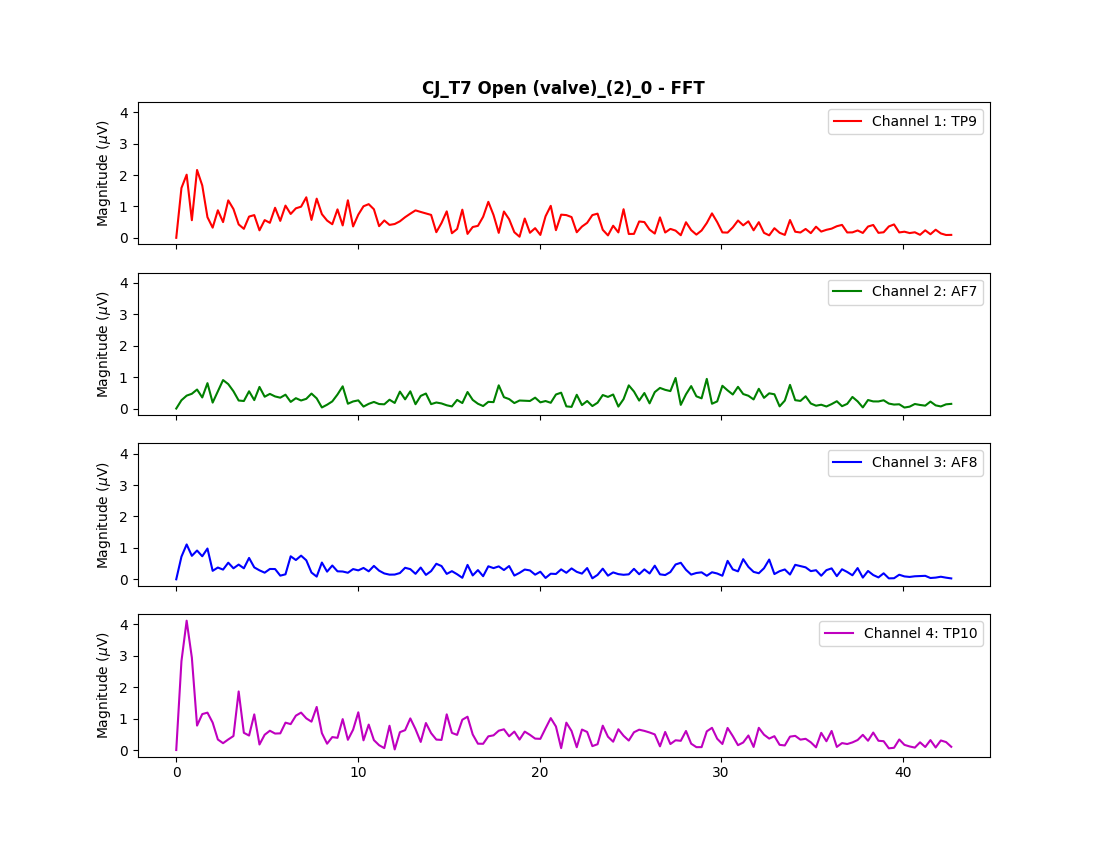 CJ_T7 Open (valve)_(2)_0 - FFT
4
3
2
1
0
Magnitude (μV)
Channel 1: TP9
4
3
2
1
0
Magnitude (μV)
Channel 2: AF7
4
3
2
1
0
Magnitude (μV)
Channel 3: AF8
4
3
2
1
0
Magnitude (μV)
Channel 4: TP10
0 10 20 30 40